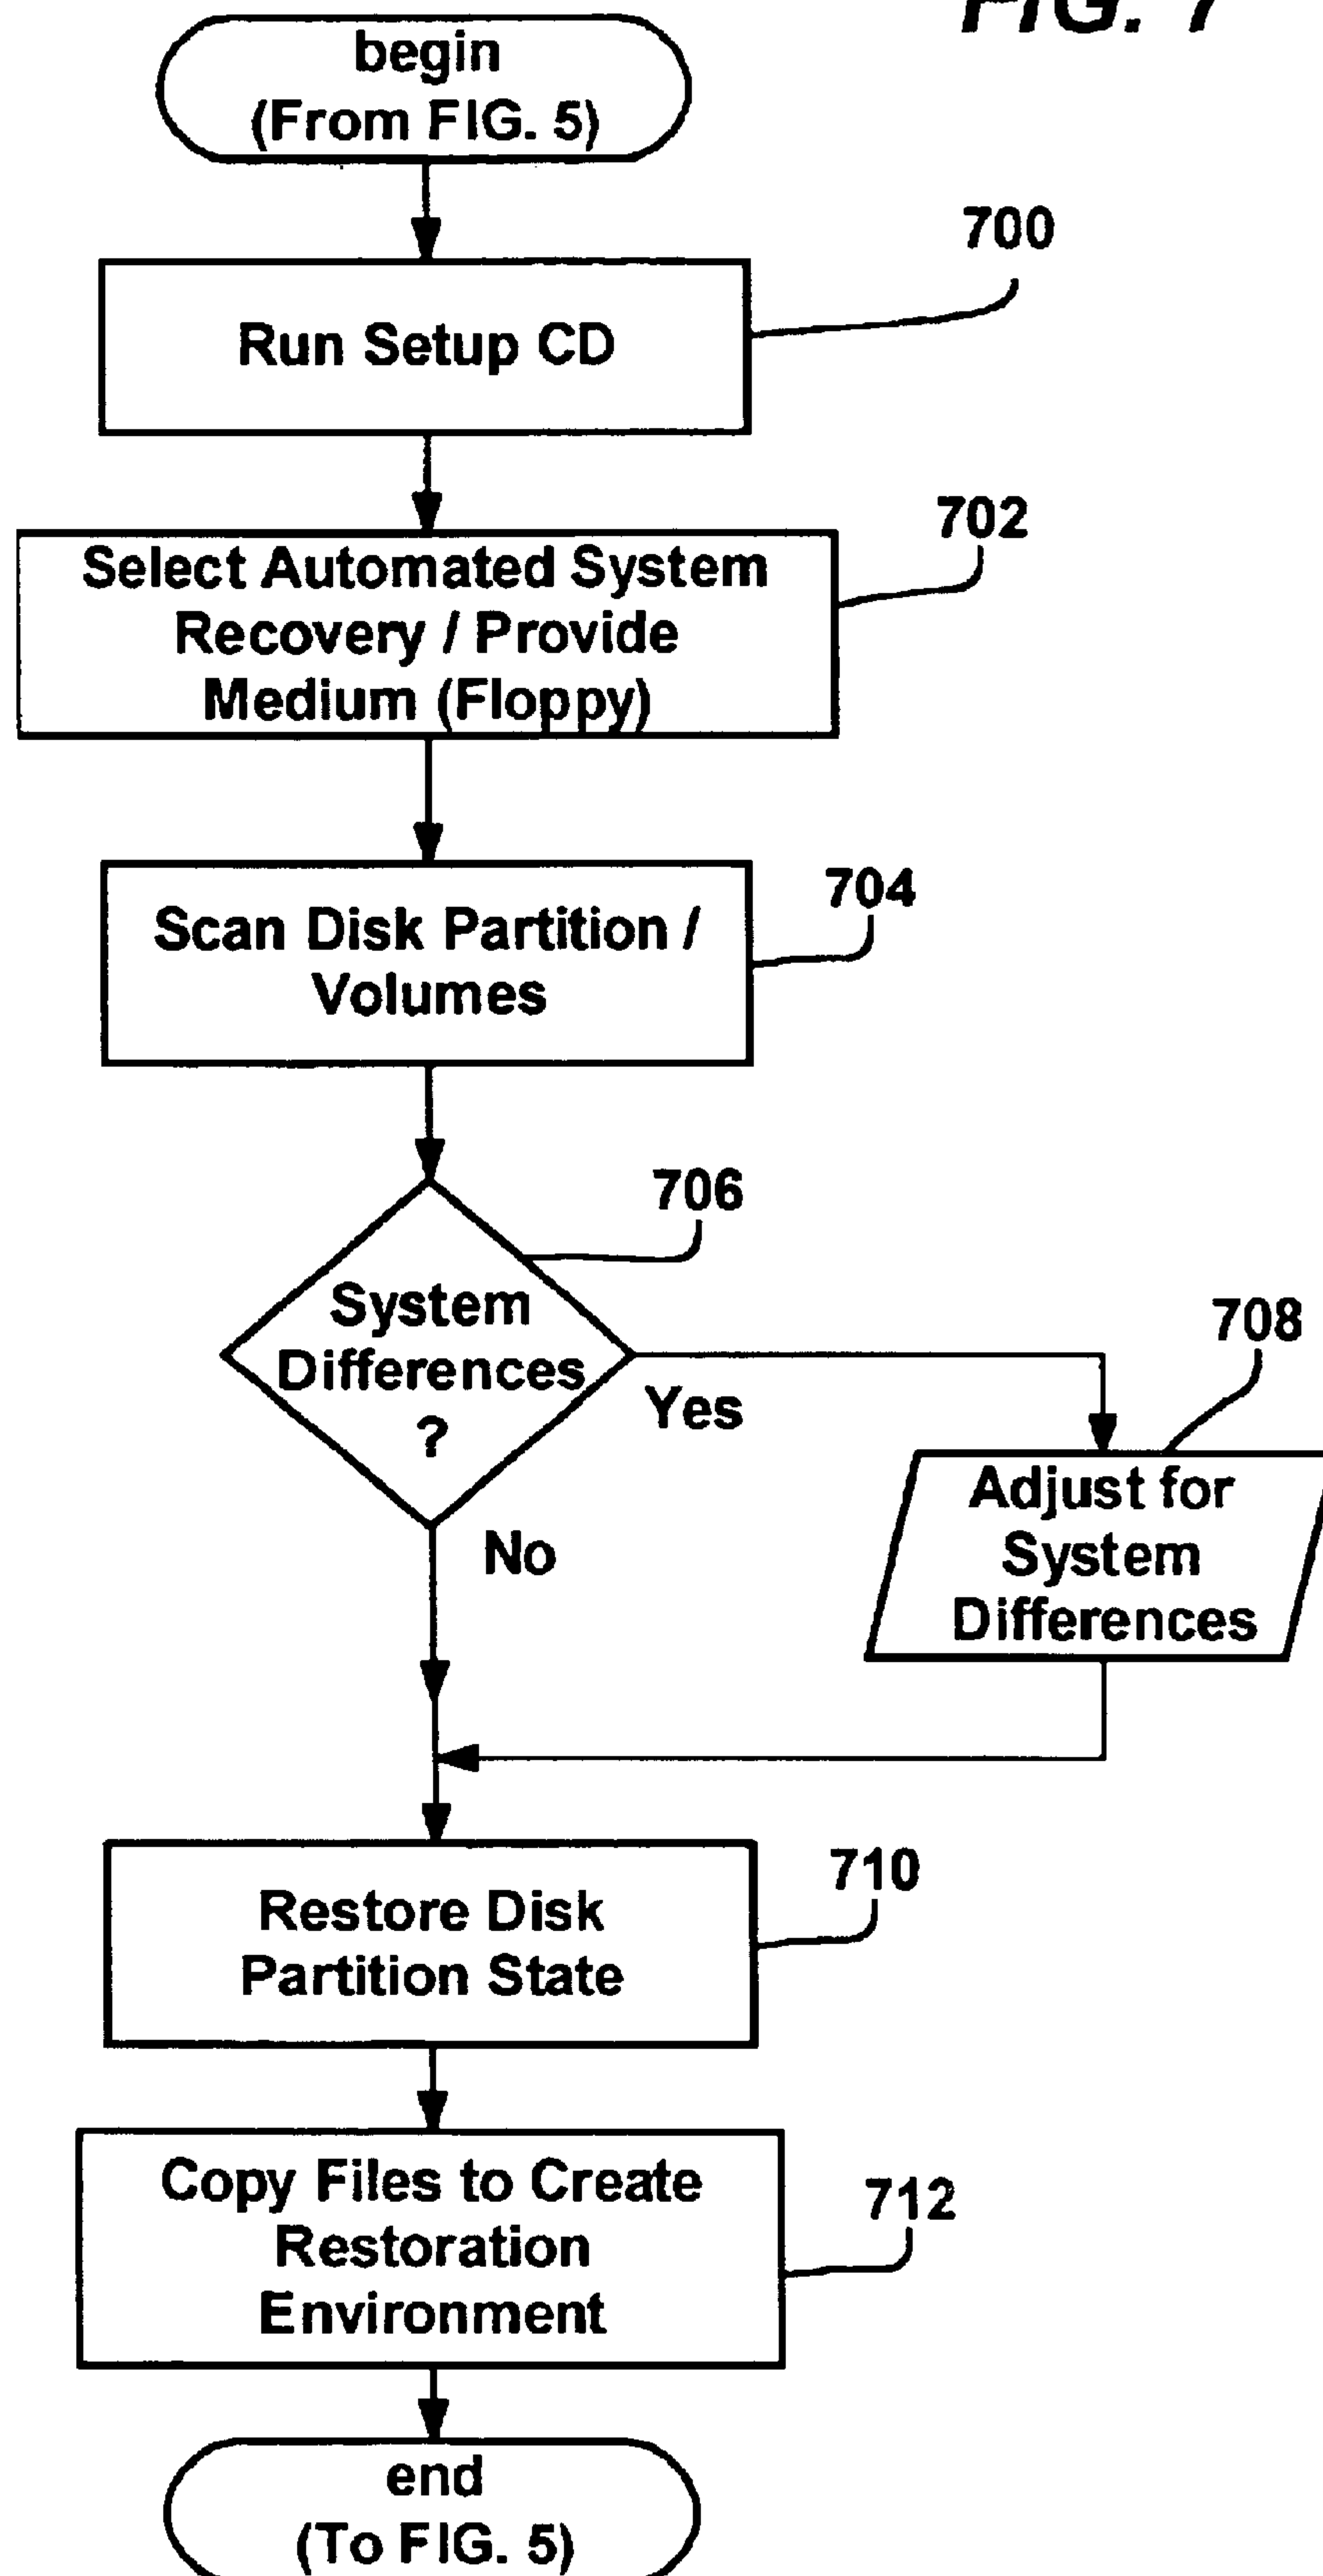 FIG. 7
begin
(From FIG. 5)
700
Run Setup CD
702
Select Automated System
Recovery / Provide
Medium (Floppy)
704
Scan Disk Partition /
Volumes
706
System
Differences
?
Yes
No
708
Adjust for
System
Differences
710
Restore Disk
Partition State
712
Copy Files to Create
Restoration
Environment
end
(To FIG. 5)